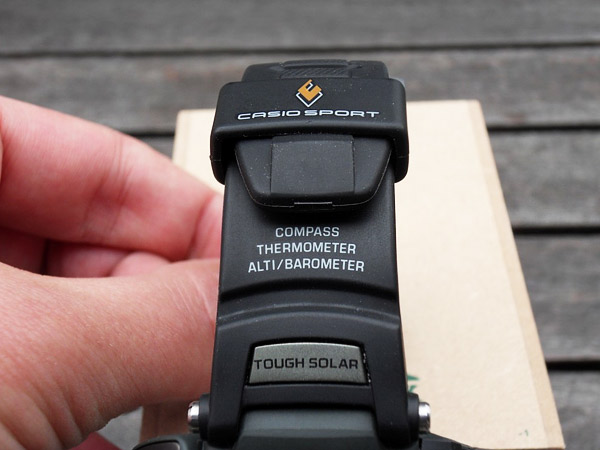 CASIO SPORT
COMPASS
THERMOMETER
ALTI/BAROMETER
TOUGH SOLAR